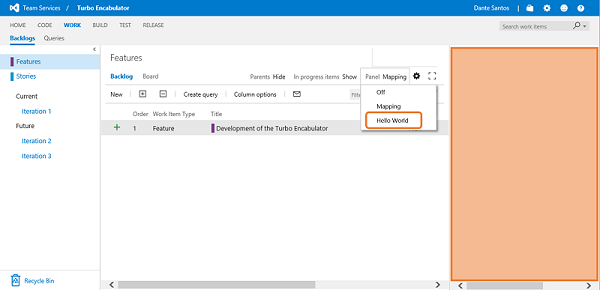 Team Services / Turbo Encabulator Dante Santos
HOME CODE WORK BUILD TEST RELEASE Search work items
Backlogs Queries
Features
Stories
Current
Iteration 1
Future
Iteration 2
Iteration 3
Recycle Bin
Features
Backlog Board Parents Hide In progress items Show Panel Mapping
New Create query Column options Filte
Off
Mapping
Hello World
Order Work Item Type Title
1 Feature Development of the Turbo Encabulator